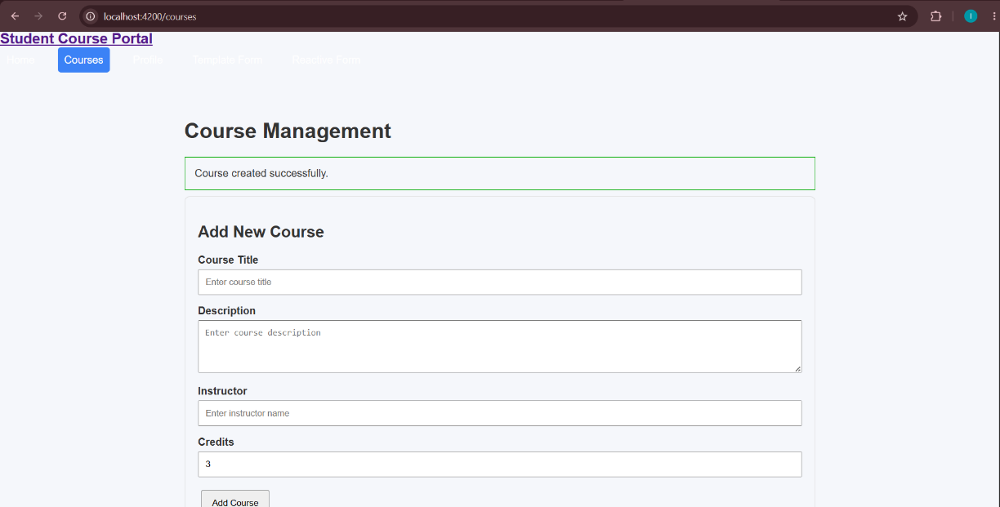 localhost:4200/courses
I
Student Course Portal
Home Courses Profile Template Form Reactive Form
Course Management
Course created successfully.
Add New Course
Course Title
Enter course title
Description
Enter course description
Instructor
Enter instructor name
Credits
3
Add Course